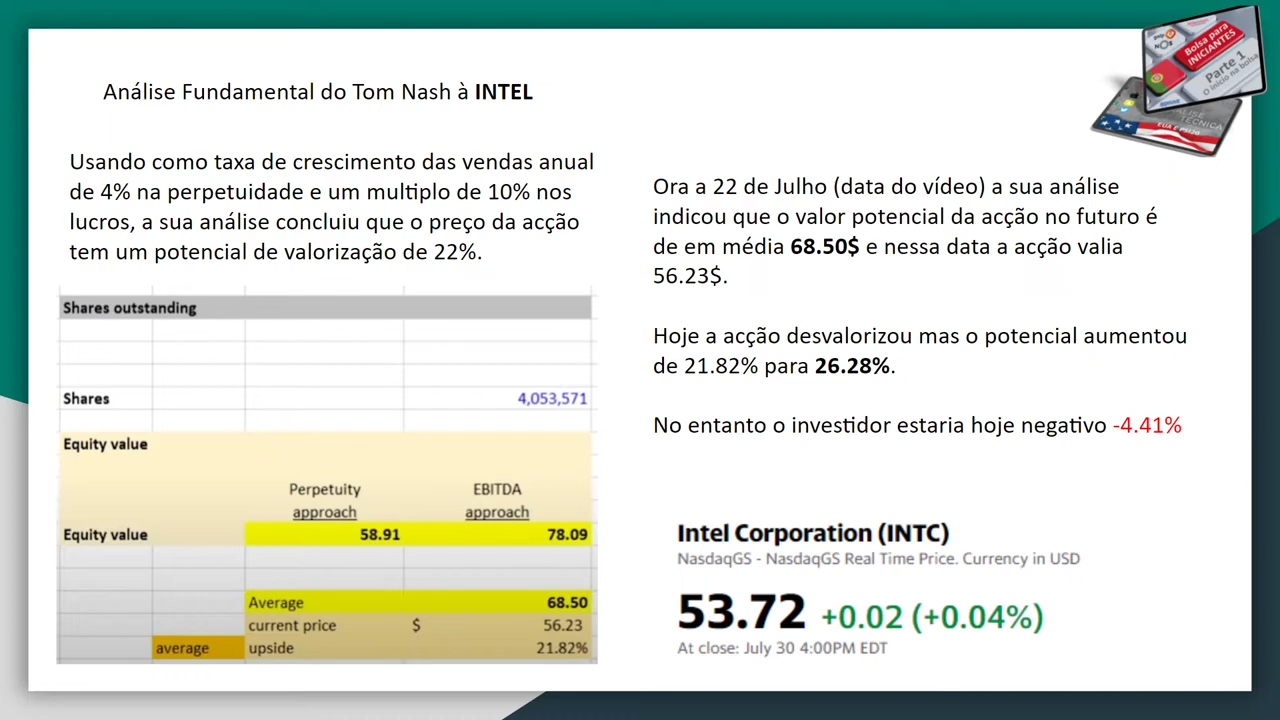 Análise Fundamental do Tom Nash à INTEL
Usando como taxa de crescimento das vendas anual
de 4% na perpetuidade e um multiplo de 10% nos
lucros, a sua análise concluiu que o preço da acção
tem um potencial de valorização de 22%.
Shares outstanding
Shares 4,053,571
Equity value
Perpetuity EBITDA
approach approach
Equity value 58.91 78.09
Average 68.50
current price $ 56.23
average upside 21.82%
Ora a 22 de Julho (data do vídeo) a sua análise
indicou que o valor potencial da acção no futuro é
de em média 68.50$ e nessa data a acção valia
56.23$.
Hoje a acção desvalorizou mas o potencial aumentou
de 21.82% para 26.28%.
No entanto o investidor estaria hoje negativo -4.41%
Intel Corporation (INTC)
NasdaqGS - NasdaqGS Real Time Price. Currency in USD
53.72 +0.02 (+0.04%)
At close: July 30 4:00PM EDT
Bolsa para
INICIANTES
Parte 1
O início na bolsa